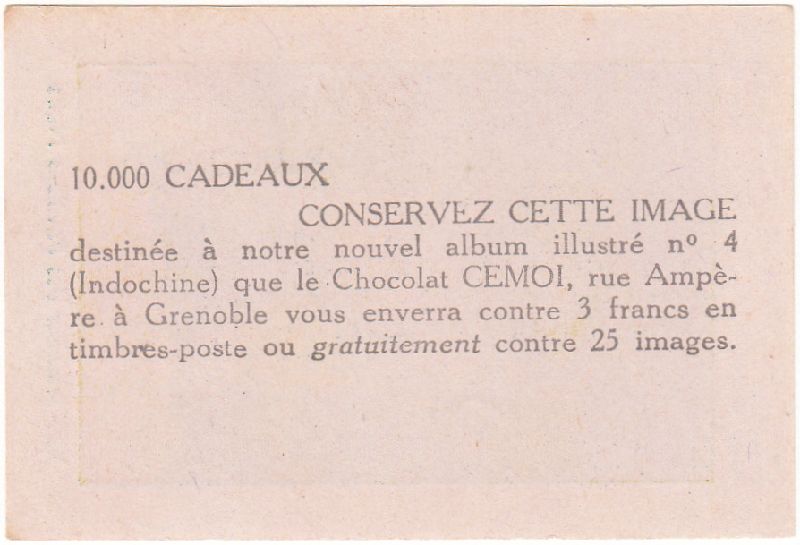 10.000 CADEAUX
CONSERVEZ CETTE IMAGE
destinée à notre nouvel album illustré nº 4
(Indochine) que le Chocolat CEMOI, rue Ampè-
re à Grenoble vous enverra contre 3 francs en
timbres-poste ou gratuitement contre 25 images.